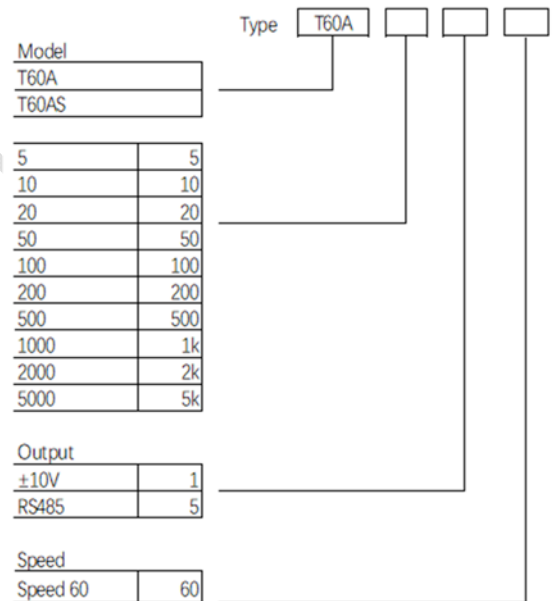 Type T60A
Model
T60A
T60AS
5 5
10 10
20 20
50 50
100 100
200 200
500 500
1000 1k
2000 2k
5000 5k
Output
±10V 1
RS485 5
Speed
Speed 60 60